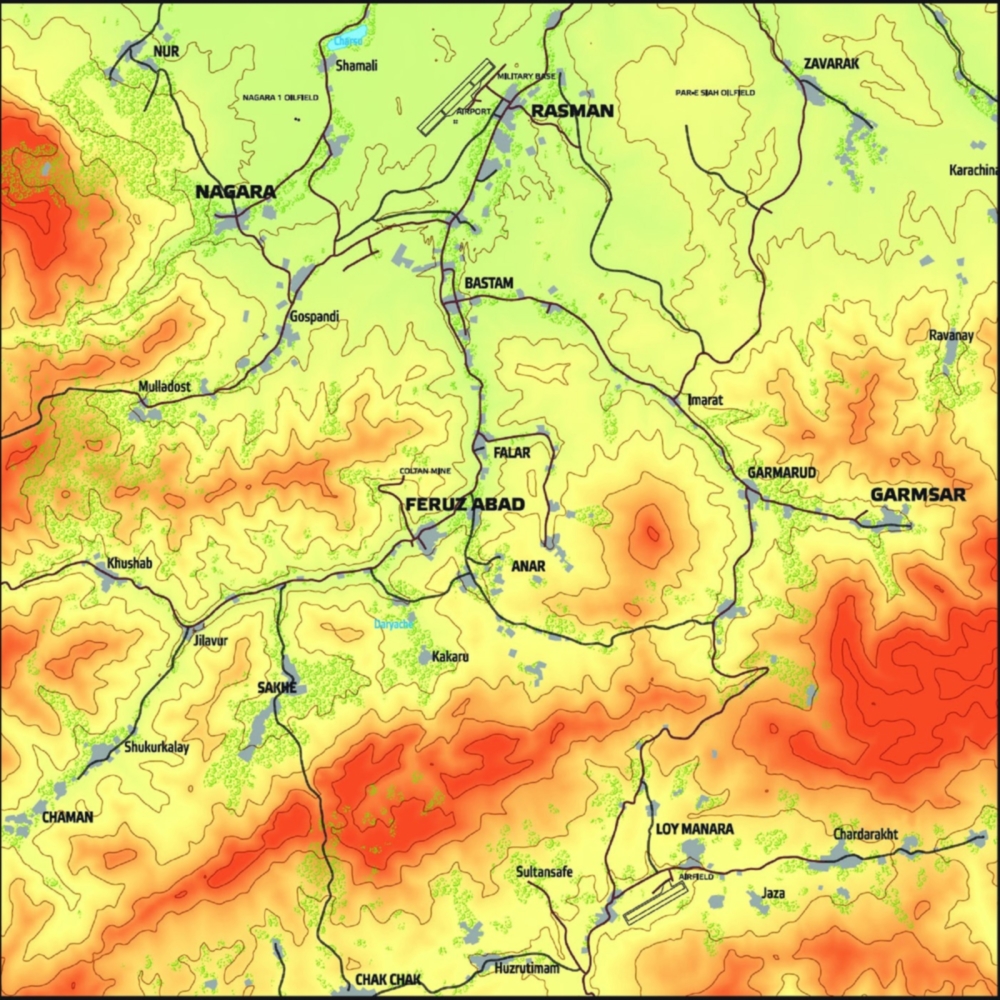 Chardo
NUR
Shamali
ZAVARAK
MILITARY BASE
NAGARA 1 OILFIELD
PAR-E SIAH OILFIELD
AIRPORT
RASMAN
Karachina
NAGARA
BASTAM
Gospandi
Ravanay
Mulladost
Imarat
FALAR
COLTAN MINE
GARMARUD
GARMSAR
FERUZ ABAD
Khushab
ANAR
Daryache
Jilavur
Kakaru
SAKHE
Shukurkalay
CHAMAN
LOY MANARA
Chardarakht
Sultansafe
AIRFIELD
Jaza
Huzrutimam
CHAK CHAK